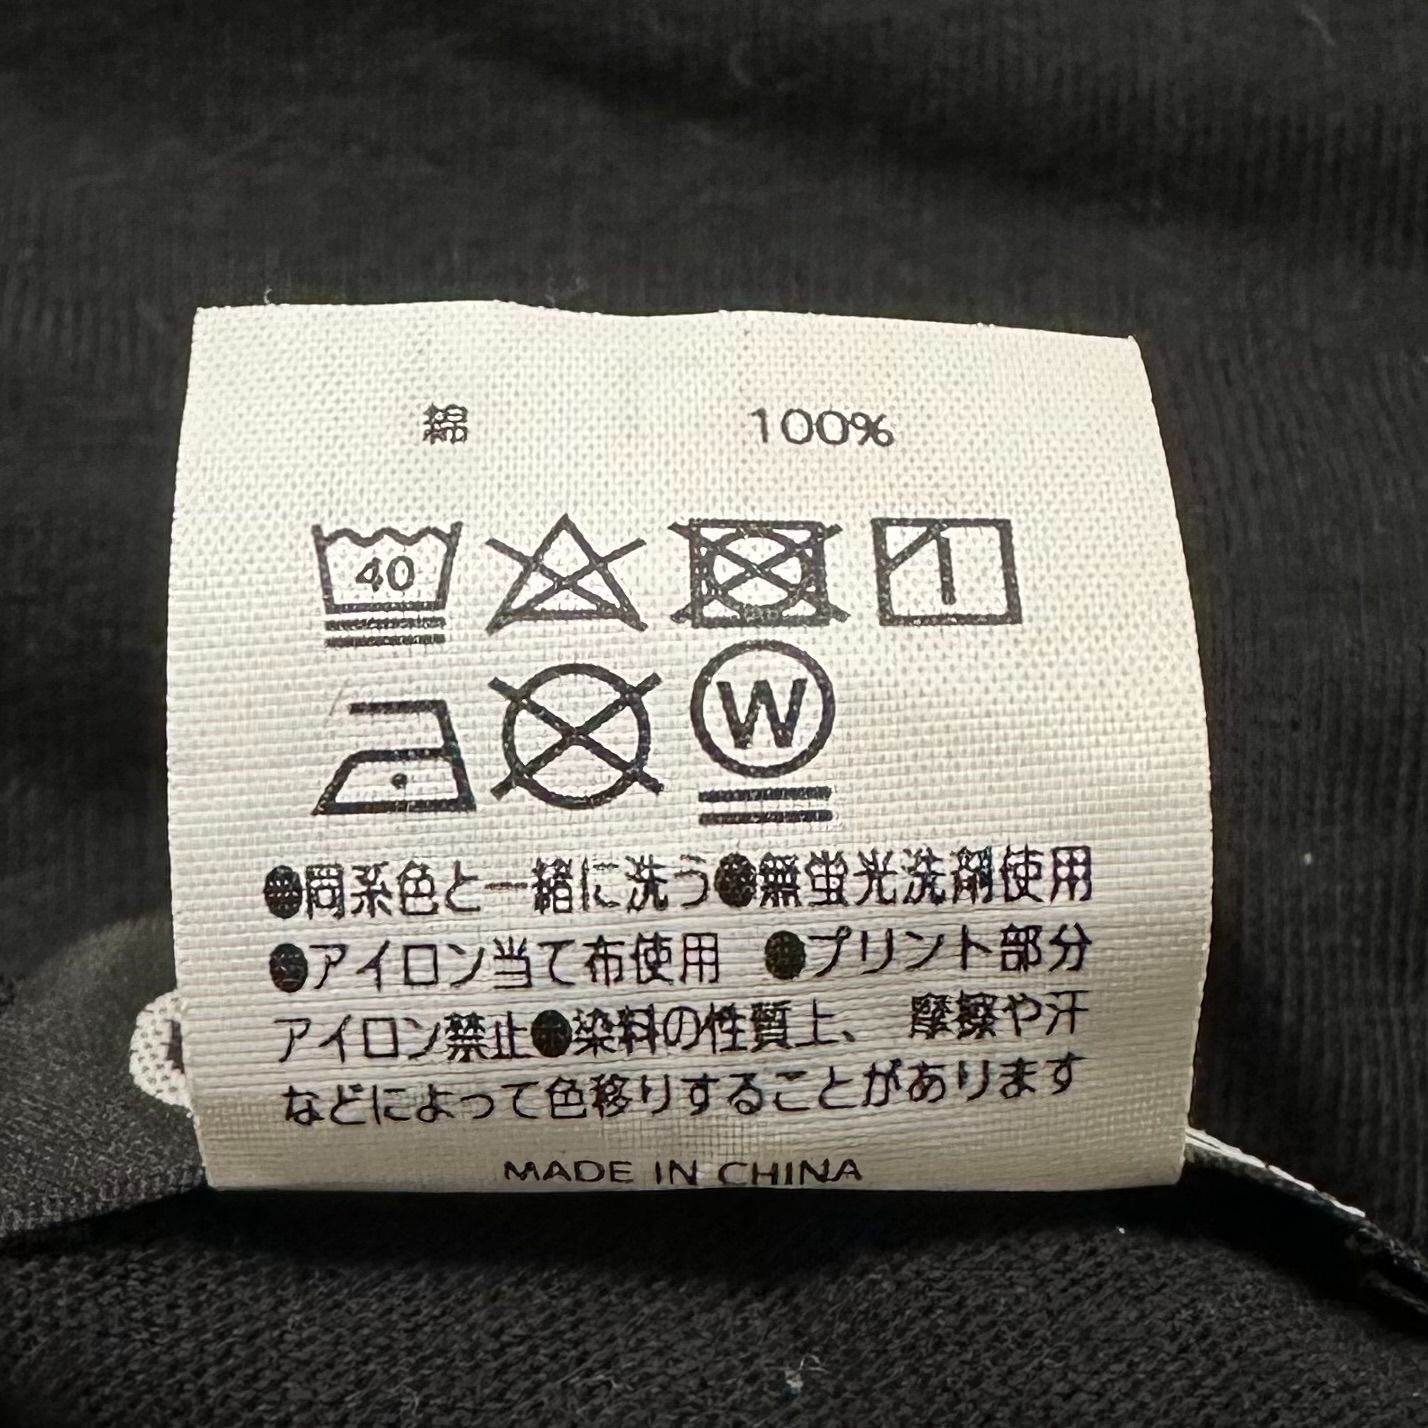 綿 100%
40
W
●同系色と一緒に洗う●無蛍光洗剤使用
●アイロン当て布使用 ●プリント部分
アイロン禁止●染料の性質上、摩擦や汗
などによって色移りすることがあります
MADE IN CHINA